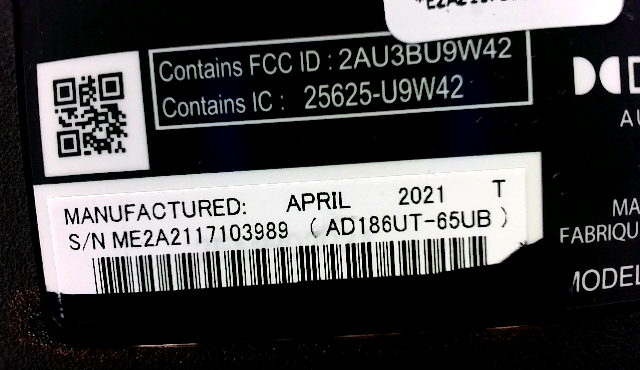 Contains FCC ID : 2AU3BU9W42
Contains IC : 25625-U9W42
MANUFACTURED: APRIL 2021 T
S/N ME2A2117103989 ( AD186UT-65UB )
MA
FABRIQU
MODEL